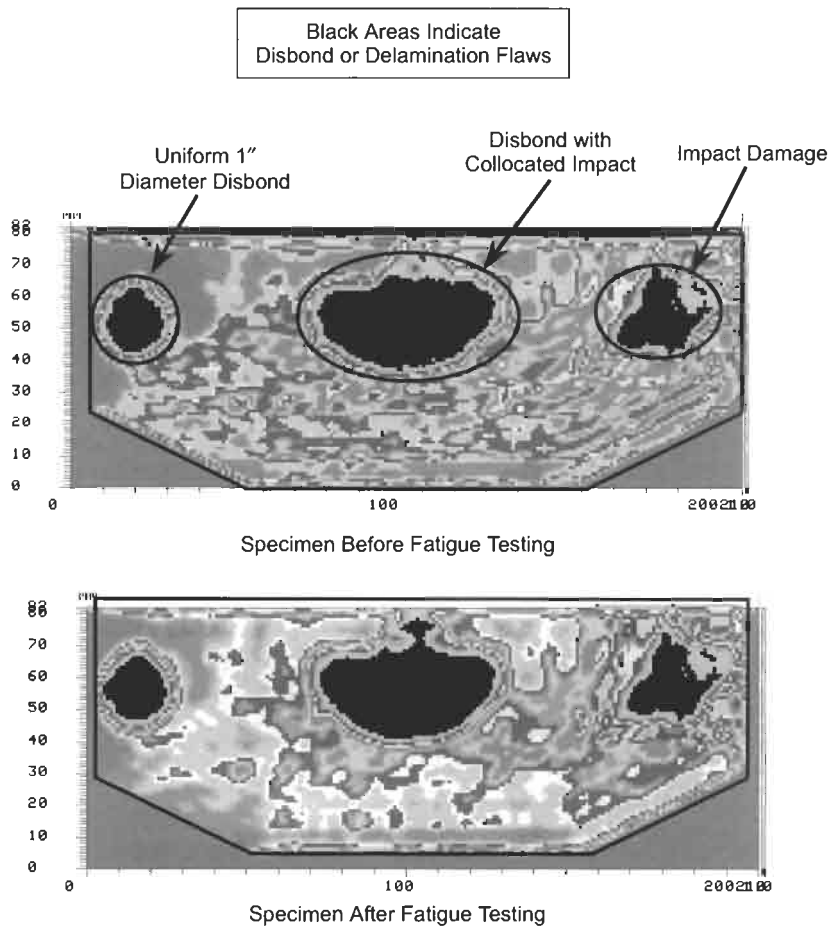 Black Areas Indicate
Disbond or Delamination Flaws
Uniform 1″
Diameter Disbond
Disbond with
Collocated Impact
Impact Damage
70
60
50
40
30
20
10
0
0 100
Specimen Before Fatigue Testing
70
60
50
40
30
20
10
0
0 100
Specimen After Fatigue Testing